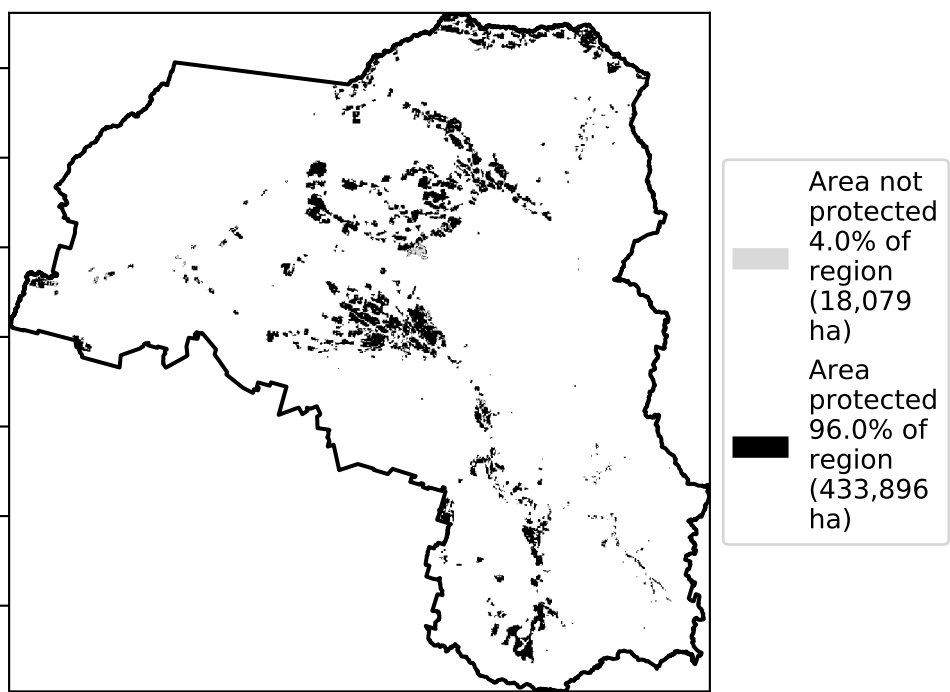 Area not
protected
4.0% of
region
(18,079
ha)
Area
protected
96.0% of
region
(433,896
ha)